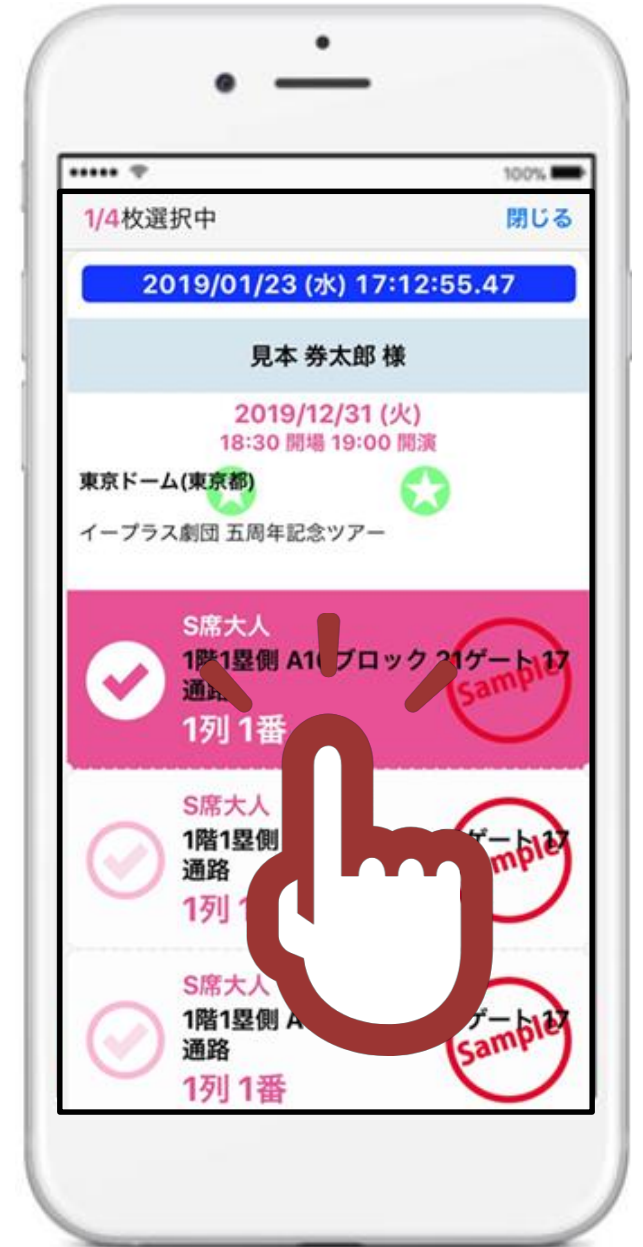 100%
1/4枚選択中 閉じる
2019/01/23 (水) 17:12:55.47
見本 券太郎 様
2019/12/31 (火)
18:30 開場 19:00 開演
東京ドーム(東京都)
イープラス劇団 五周年記念ツアー
S席大人
1階1塁側 ブロック 21ゲート 17
通路
1列 1番
Sample
S席大人
1階1塁側 ゲート 17
通路
1列
S席大人
1階1塁側 ゲート 17
通路
1列 1番
Sample